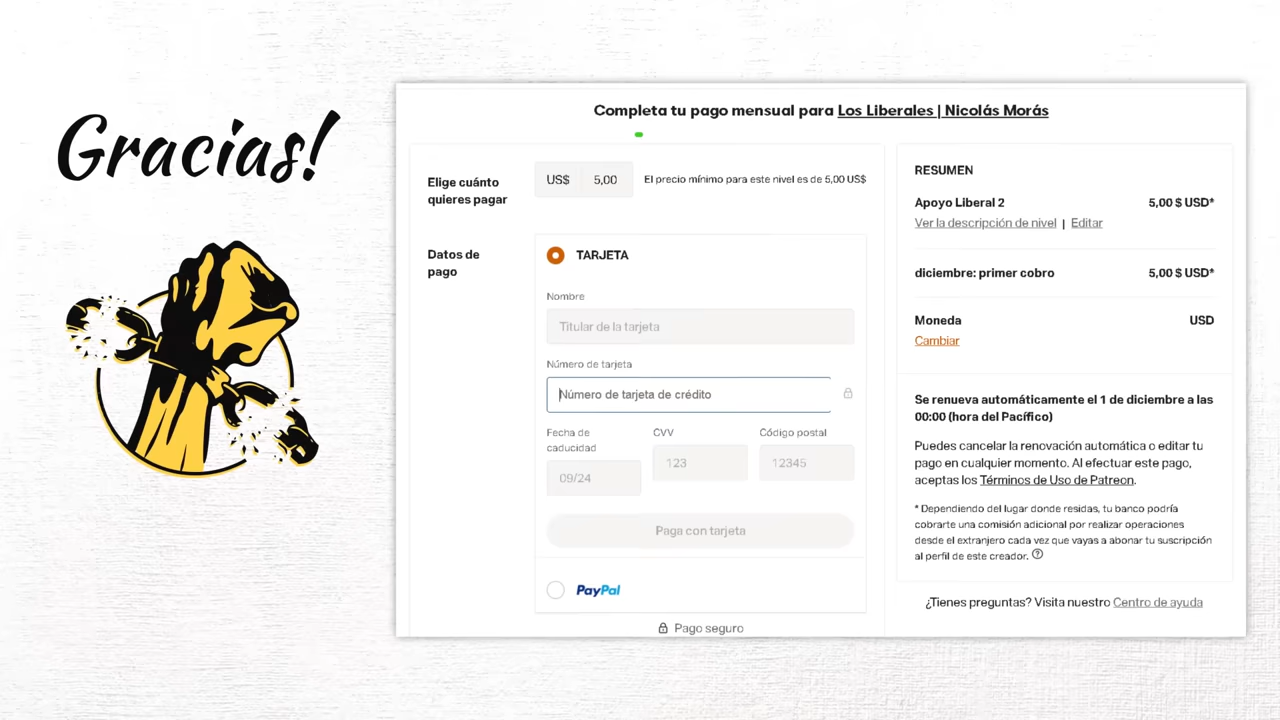 Gracias!
Completa tu pago mensual para Los Liberales | Nicolás Morás
Elige cuánto
quieres pagar
US$ 5,00
El precio mínimo para este nivel es de 5,00 US$
Datos de
pago
TARJETA
Nombre
Titular de la tarjeta
Número de tarjeta
Número de tarjeta de crédito
Fecha de
caducidad
09/24
CVV
123
Código postal
12345
Paga con tarjeta
PayPal
Pago seguro
RESUMEN
Apoyo Liberal 2 5,00 $ USD*
Ver la descripción de nivel | Editar
diciembre: primer cobro 5,00 $ USD*
Moneda USD
Cambiar
Se renueva automáticamente el 1 de diciembre a las
00:00 (hora del Pacífico)
Puedes cancelar la renovación automática o editar tu
pago en cualquier momento. Al efectuar este pago,
aceptas los Términos de Uso de Patreon.
* Dependiendo del lugar donde residas, tu banco podría
cobrarte una comisión adicional por realizar operaciones
desde el extranjero cada vez que vayas a abonar tu suscripción
al perfil de este creador.
¿Tienes preguntas? Visita nuestro Centro de ayuda